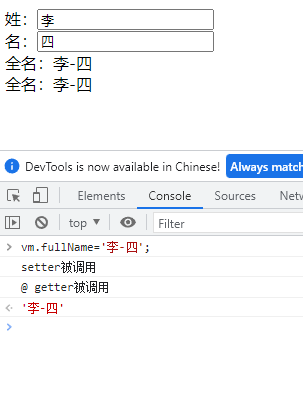 姓：李
名：四
全名：李-四
全名：李-四
DevTools is now available in Chinese! Always match
Elements Console Sources Netw
top Filter
vm.fullName='李-四';
setter被调用
@ getter被调用
'李-四'